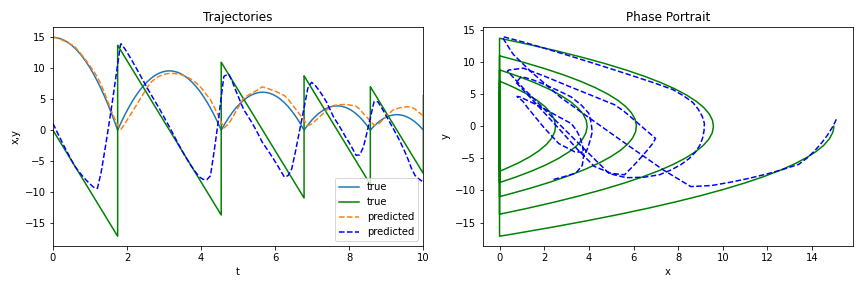 Trajectories
x,y
15
10
5
0
−5
−10
−15
0 2 4 6 8 10
t
true
true
predicted
predicted
Phase Portrait
y
15
10
5
0
−5
−10
−15
0 2 4 6 8 10 12 14
x